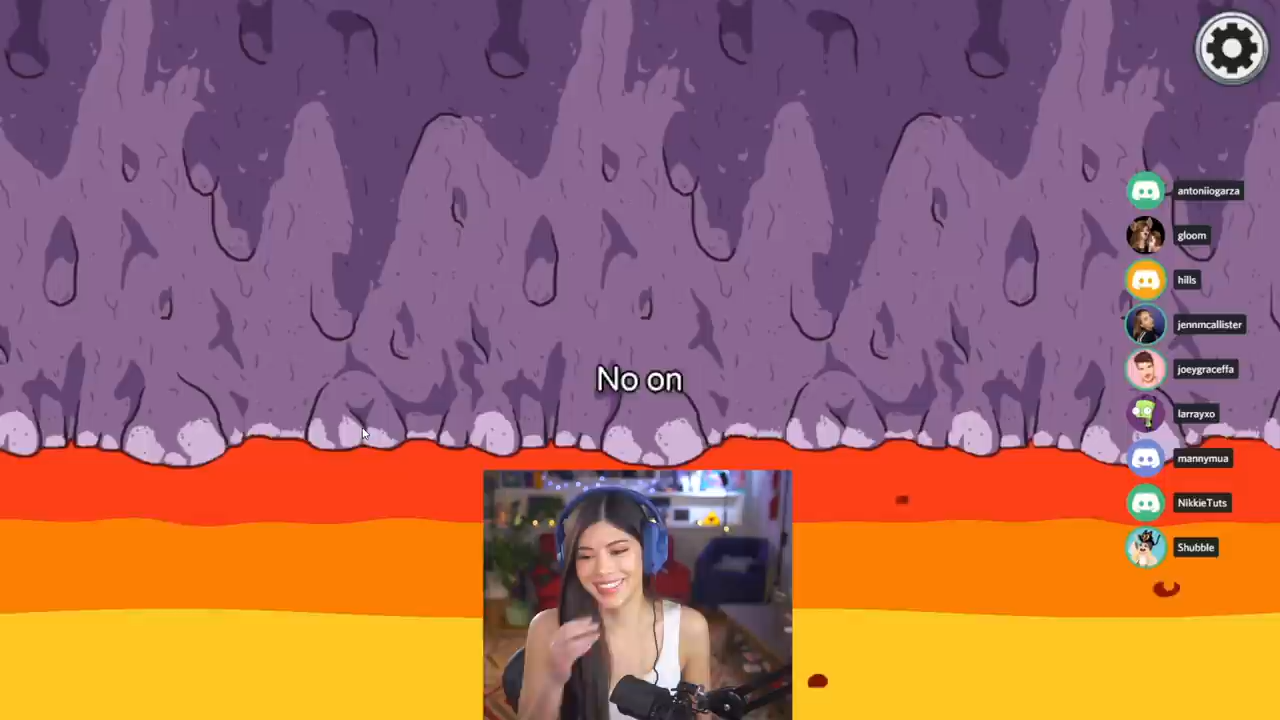 antoniiogarza
gloom
hills
jennmcallister
joeygraceffa
No on
larrayxo
mannymua
NikkieTuts
Shubble